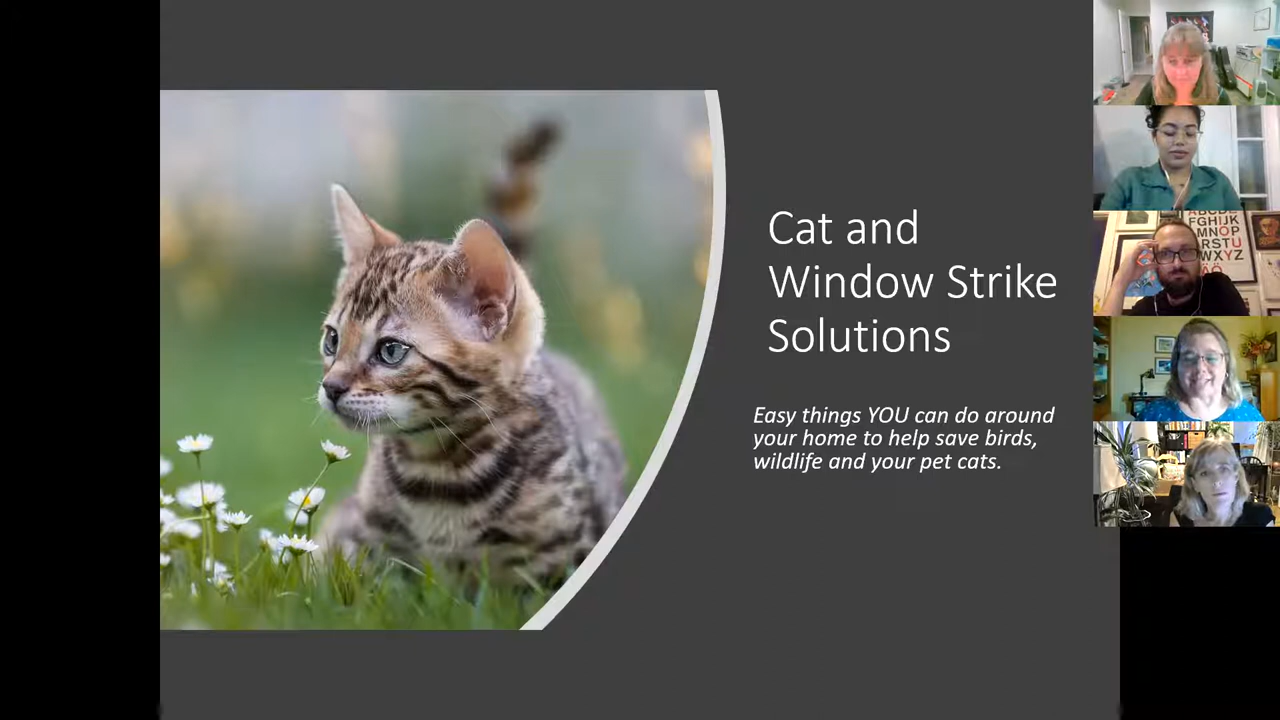 Cat and
Window Strike
Solutions
Easy things YOU can do around
your home to help save birds,
wildlife and your pet cats.
FGHIJK